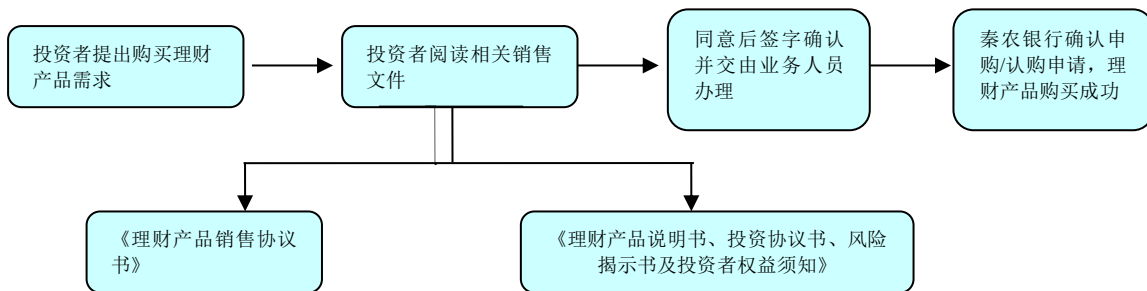 投资者提出购买理财
产品需求
投资者阅读相关销售
文件
同意后签字确认
并交由业务人员
办理
秦农银行确认申
购/认购申请，理
财产品购买成功
《理财产品销售协议
书》
《理财产品说明书、投资协议书、风险
揭示书及投资者权益须知》